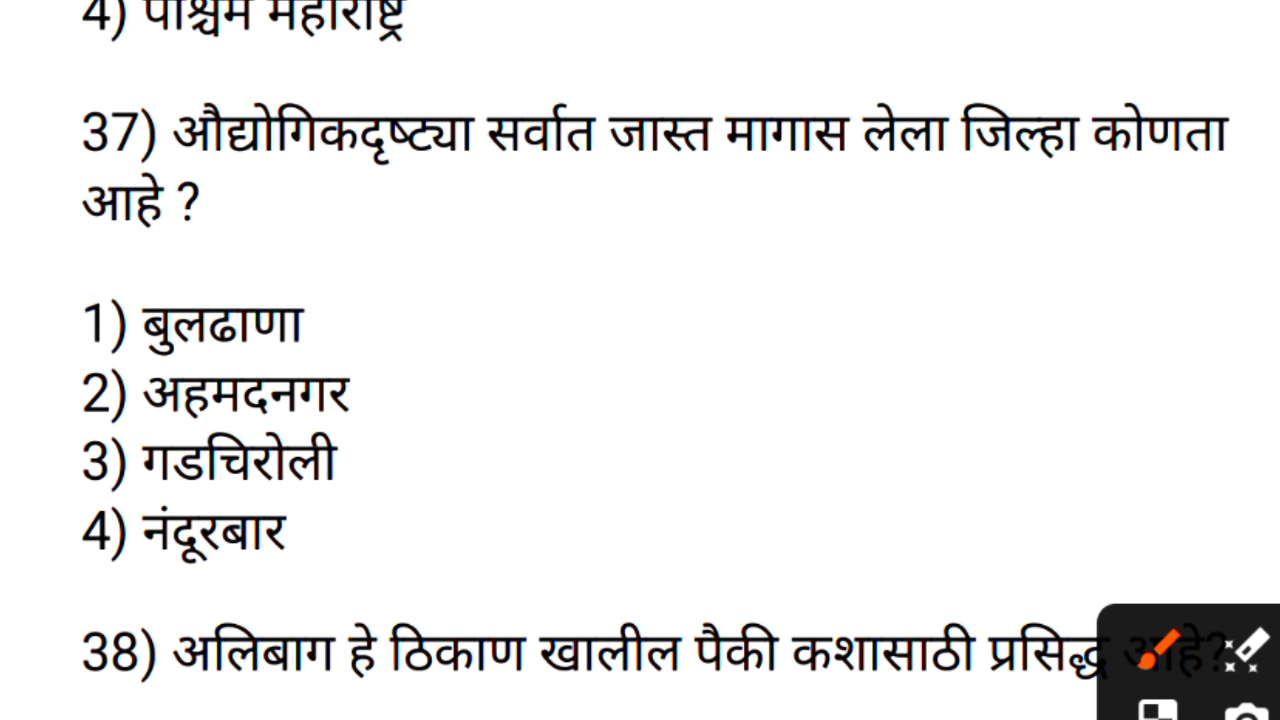 4) पश्चिम महाराष्ट्र
37) औद्योगिकदृष्ट्या सर्वात जास्त मागास लेला जिल्हा कोणता
आहे ?
1) बुलढाणा
2) अहमदनगर
3) गडचिरोली
4) नंदूरबार
38) अलिबाग हे ठिकाण खालील पैकी कशासाठी प्रसिद्ध आहे?